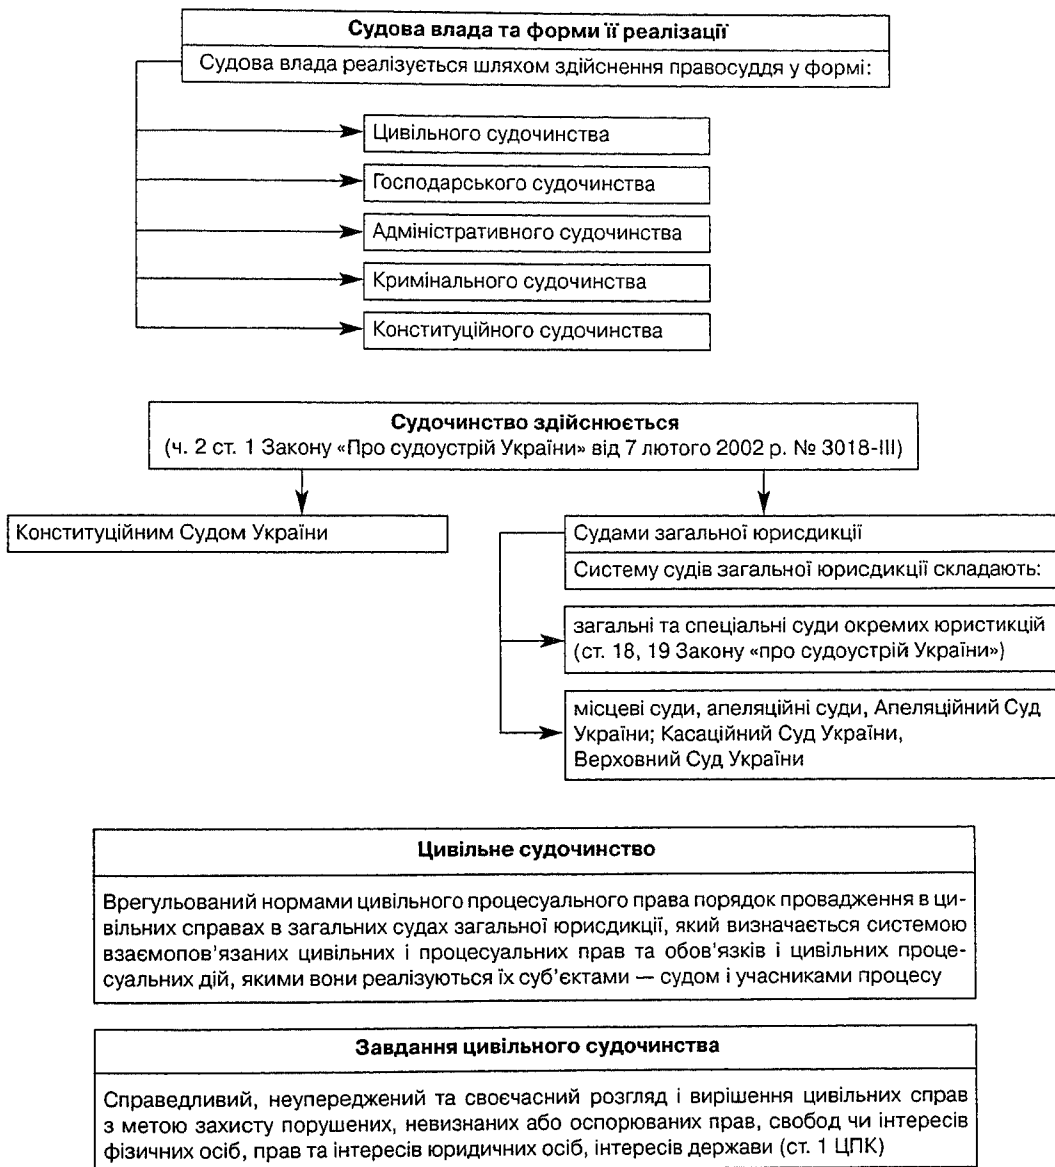 Судова влада та форми її реалізації
Судова влада реалізується шляхом здійснення правосуддя у формі:
Цивільного судочинства
Господарського судочинства
Адміністративного судочинства
Кримінального судочинства
Конституційного судочинства
Судочинство здійснюється
(ч. 2 ст. 1 Закону «Про судоустрій України» від 7 лютого 2002 р. № 3018-III)
Конституційним Судом України
Судами загальної юрисдикції
Систему судів загальної юрисдикції складають:
загальні та спеціальні суди окремих юристикцій
(ст. 18, 19 Закону «про судоустрій України»)
місцеві суди, апеляційні суди, Апеляційний Суд
України; Касаційний Суд України,
Верховний Суд України
Цивільне судочинство
Врегульований нормами цивільного процесуального права порядок провадження в ци-
вільних справах в загальних судах загальної юрисдикції, який визначається системою
взаємопов’язаних цивільних і процесуальних прав та обов’язків і цивільних проце-
суальних дій, якими вони реалізуються їх суб’єктами — судом і учасниками процесу
Завдання цивільного судочинства
Справедливий, неупереджений та своєчасний розгляд і вирішення цивільних справ
з метою захисту порушених, невизнаних або оспорюваних прав, свобод чи інтересів
фізичних осіб, прав та інтересів юридичних осіб, інтересів держави (ст. 1 ЦПК)